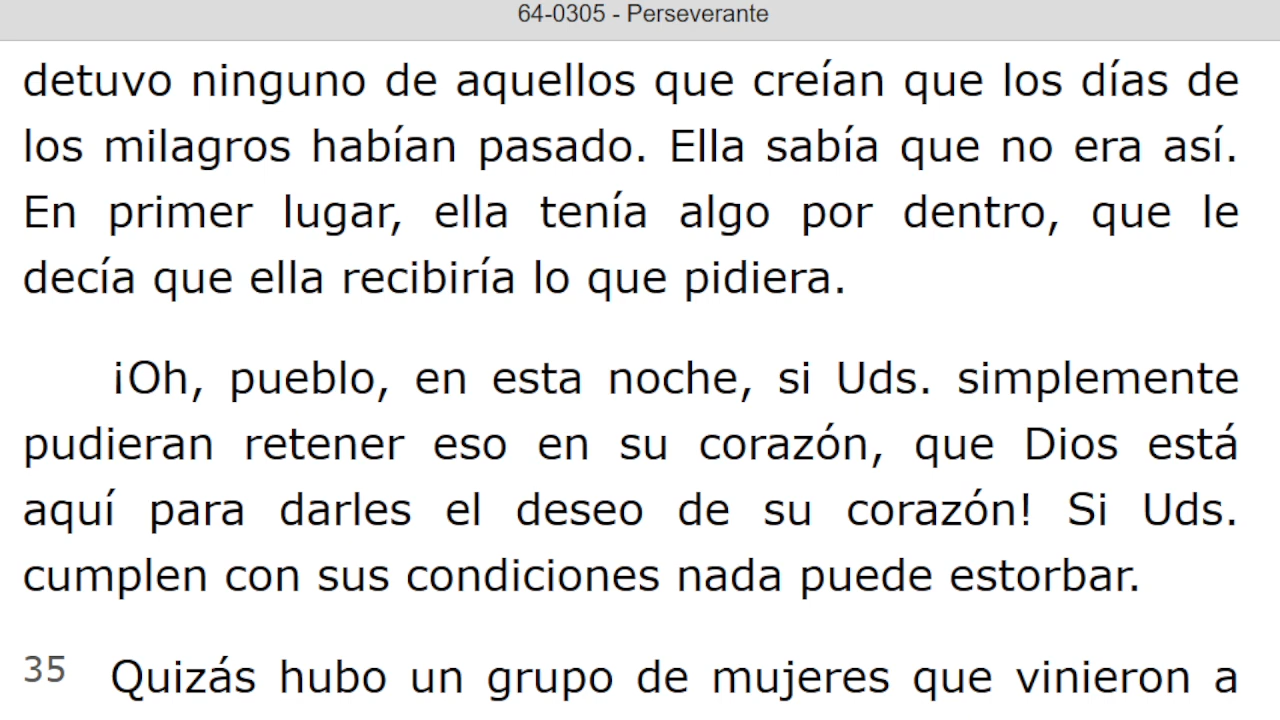 64-0305 - Perseverante
detuvo ninguno de aquellos que creían que los días de
los milagros habían pasado. Ella sabía que no era así.
En primer lugar, ella tenía algo por dentro, que le
decía que ella recibiría lo que pidiera.
¡Oh, pueblo, en esta noche, si Uds. simplemente
pudieran retener eso en su corazón, que Dios está
aquí para darles el deseo de su corazón! Si Uds.
cumplen con sus condiciones nada puede estorbar.
35 Quizás hubo un grupo de mujeres que vinieron a